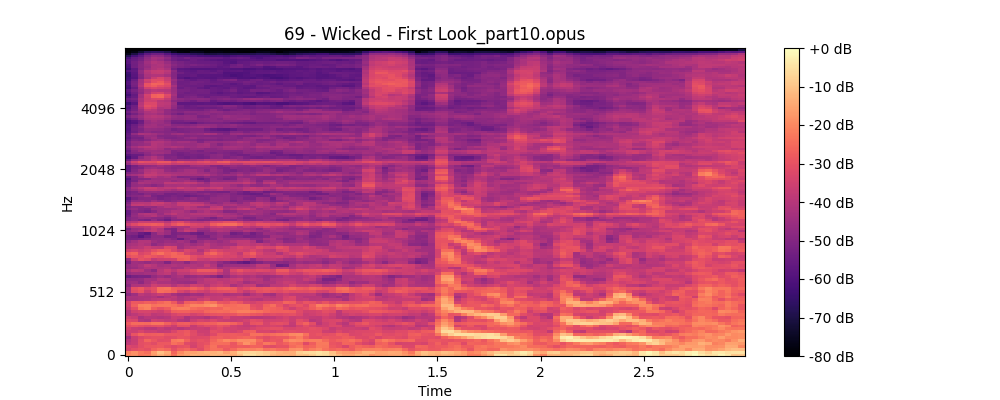 69 - Wicked - First Look_part10.opus
+0 dB
-10 dB
-20 dB
-30 dB
-40 dB
-50 dB
-60 dB
-70 dB
-80 dB
4096
2048
1024
512
0
Hz
0
0.5
1
1.5
2
2.5
Time